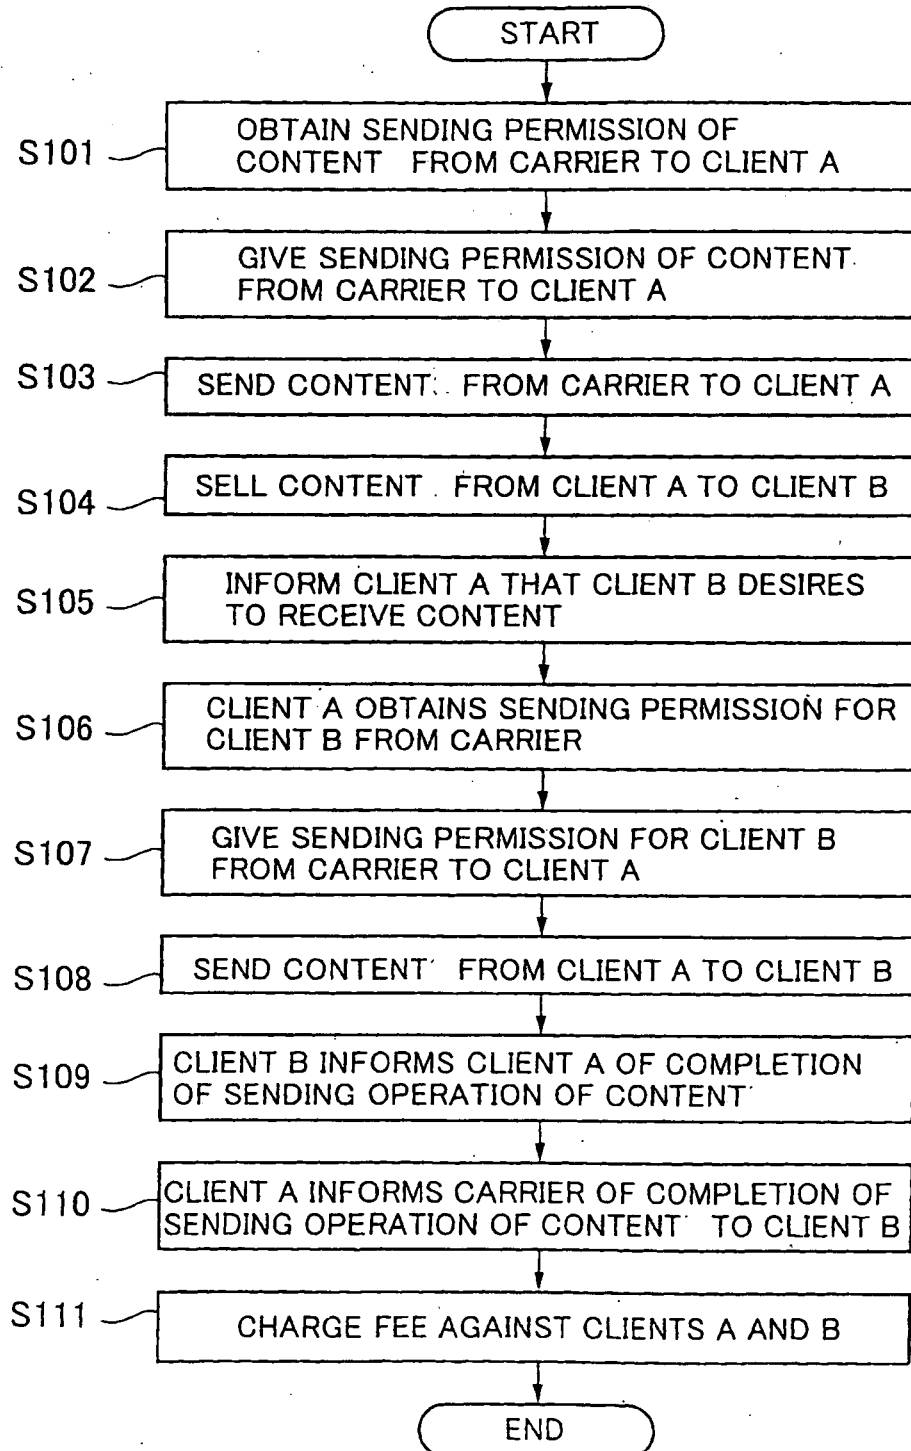 START
S101
OBTAIN SENDING PERMISSION OF
CONTENT FROM CARRIER TO CLIENT A
S102
GIVE SENDING PERMISSION OF CONTENT
FROM CARRIER TO CLIENT A
S103
SEND CONTENT FROM CARRIER TO CLIENT A
S104
SELL CONTENT FROM CLIENT A TO CLIENT B
S105
INFORM CLIENT A THAT CLIENT B DESIRES
TO RECEIVE CONTENT
S106
CLIENT A OBTAINS SENDING PERMISSION FOR
CLIENT B FROM CARRIER
S107
GIVE SENDING PERMISSION FOR CLIENT B
FROM CARRIER TO CLIENT A
S108
SEND CONTENT FROM CLIENT A TO CLIENT B
S109
CLIENT B INFORMS CLIENT A OF COMPLETION
OF SENDING OPERATION OF CONTENT
S110
CLIENT A INFORMS CARRIER OF COMPLETION OF
SENDING OPERATION OF CONTENT TO CLIENT B
S111
CHARGE FEE AGAINST CLIENTS A AND B
END